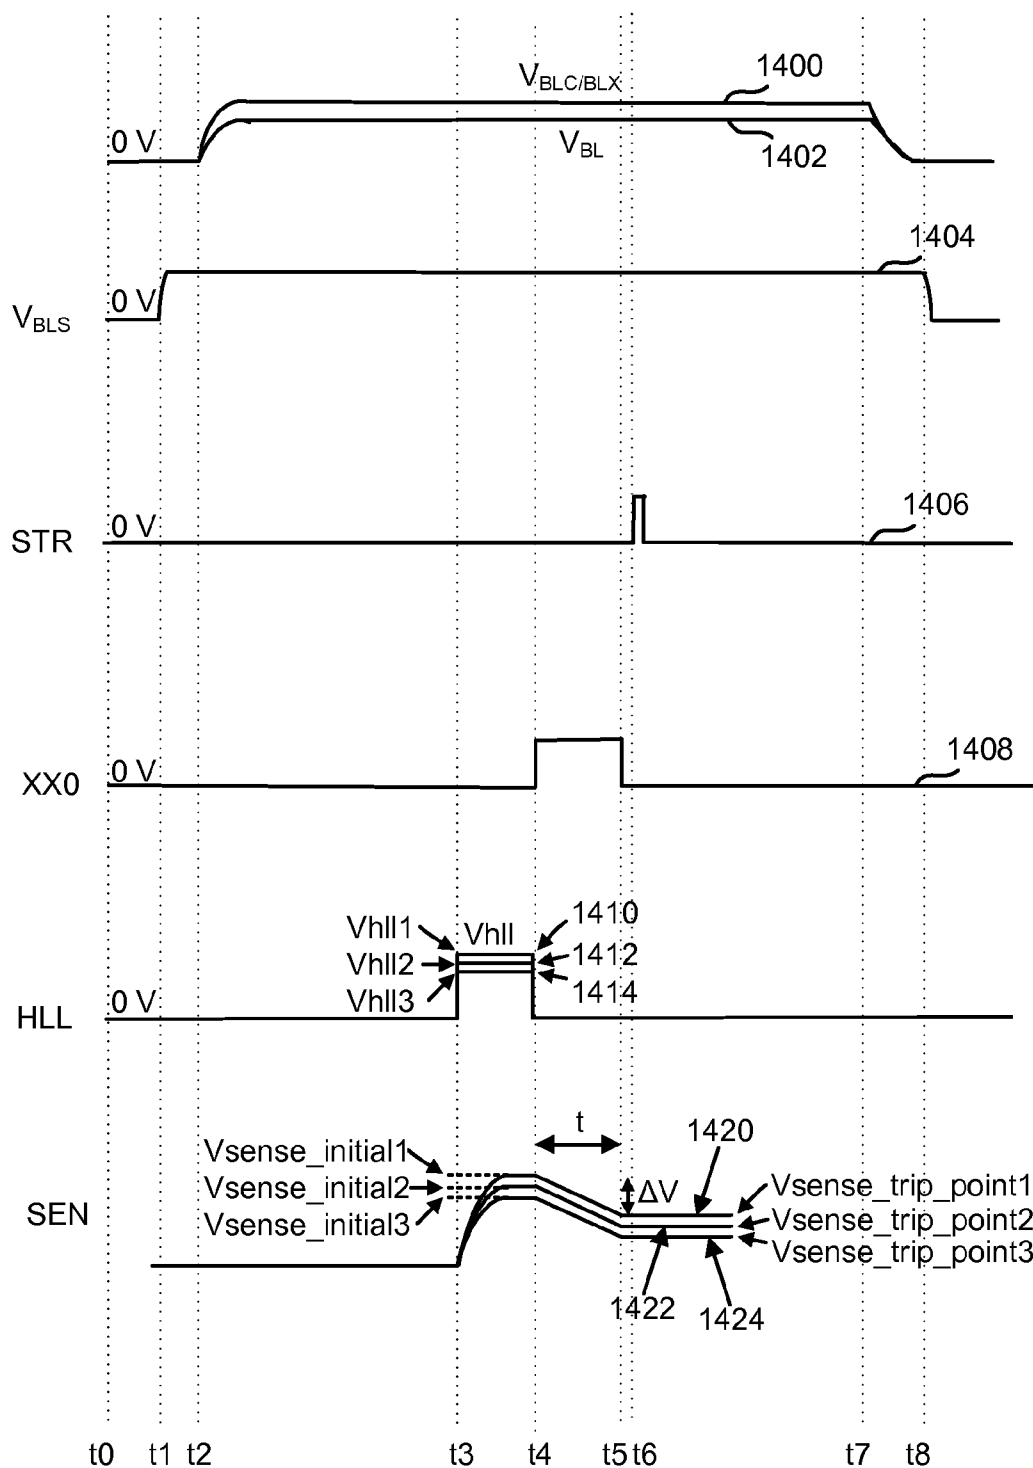 V_BLC/BLX
1400
0 V
V_BL
1402
1404
0 V
V_BLS
1406
0 V
STR
1408
0 V
XX0
Vhll1
Vhll
1410
Vhll2
1412
Vhll3
1414
0 V
HLL
t
1420
Vsense_initial1
Vsense_initial2
Vsense_initial3
SEN
ΔV
Vsense_trip_point1
Vsense_trip_point2
Vsense_trip_point3
1422
1424
t0 t1 t2 t3 t4 t5 t6 t7 t8